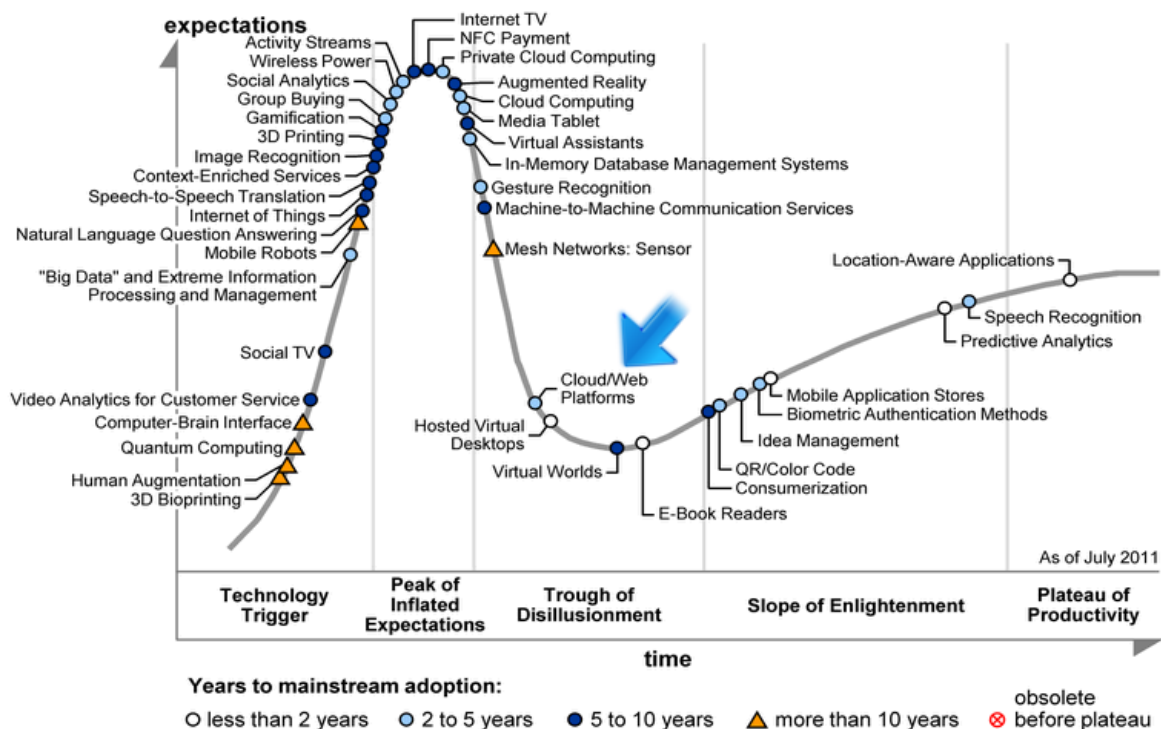 expectations
Activity Streams
Wireless Power
Social Analytics
Group Buying
Gamification
3D Printing
Image Recognition
Context-Enriched Services
Speech-to-Speech Translation
Internet of Things
Natural Language Question Answering
Mobile Robots
"Big Data" and Extreme Information
Processing and Management
Social TV
Video Analytics for Customer Service
Computer-Brain Interface
Quantum Computing
Human Augmentation
3D Bioprinting
Internet TV
NFC Payment
Private Cloud Computing
Augmented Reality
Cloud Computing
Media Tablet
Virtual Assistants
In-Memory Database Management Systems
Gesture Recognition
Machine-to-Machine Communication Services
Mesh Networks: Sensor
Cloud/Web
Platforms
Hosted Virtual
Desktops
Virtual Worlds
E-Book Readers
Consumerization
QR/Color Code
Idea Management
Biometric Authentication Methods
Mobile Application Stores
Predictive Analytics
Speech Recognition
Location-Aware Applications
As of July 2011
Technology
Trigger
Peak of
Inflated
Expectations
Trough of
Disillusionment
Slope of Enlightenment
Plateau of
Productivity
time
Years to mainstream adoption:
less than 2 years
2 to 5 years
5 to 10 years
more than 10 years
obsolete
before plateau